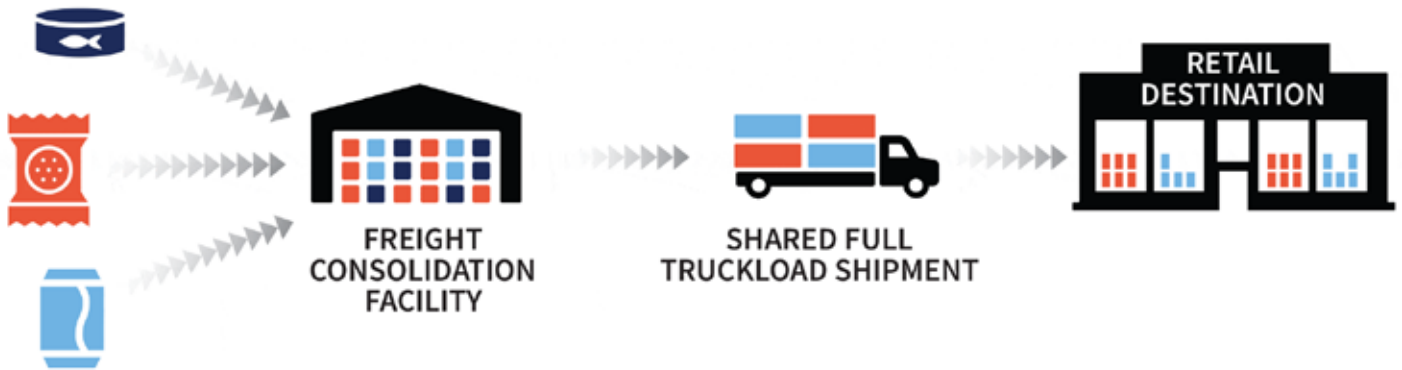 RETAIL
DESTINATION
FREIGHT
CONSOLIDATION
FACILITY
SHARED FULL
TRUCKLOAD SHIPMENT